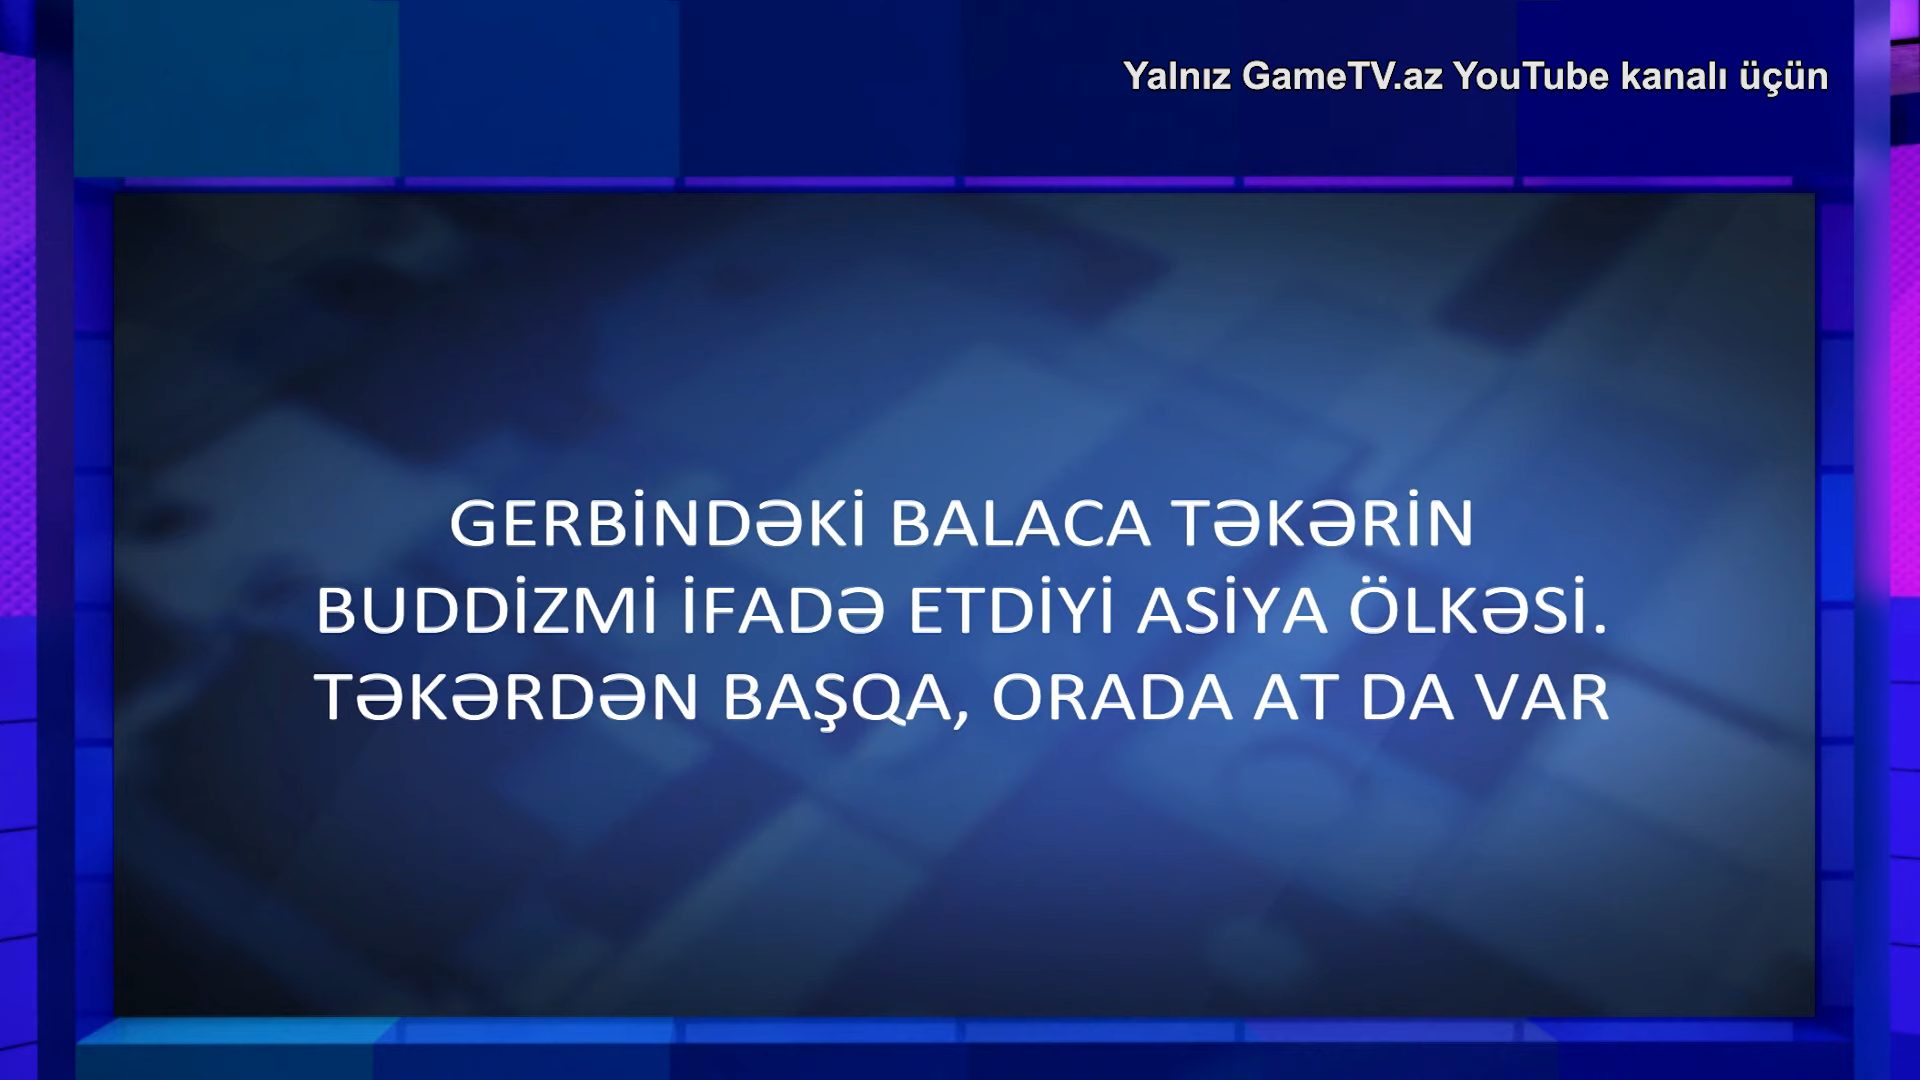 Yalnız GameTV.az YouTube kanalı üçün
GERBİNDƏKİ BALACA TƏKƏRİN
BUDDİZMİ İFADƏ ETDİYİ ASİYA ÖLKƏSİ.
TƏKƏRDƏN BAŞQA, ORADA AT DA VAR